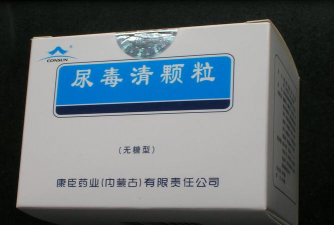 CONSUN
尿毒清颗粒
(无糖型)
康臣药业(内蒙古)有限责任公司